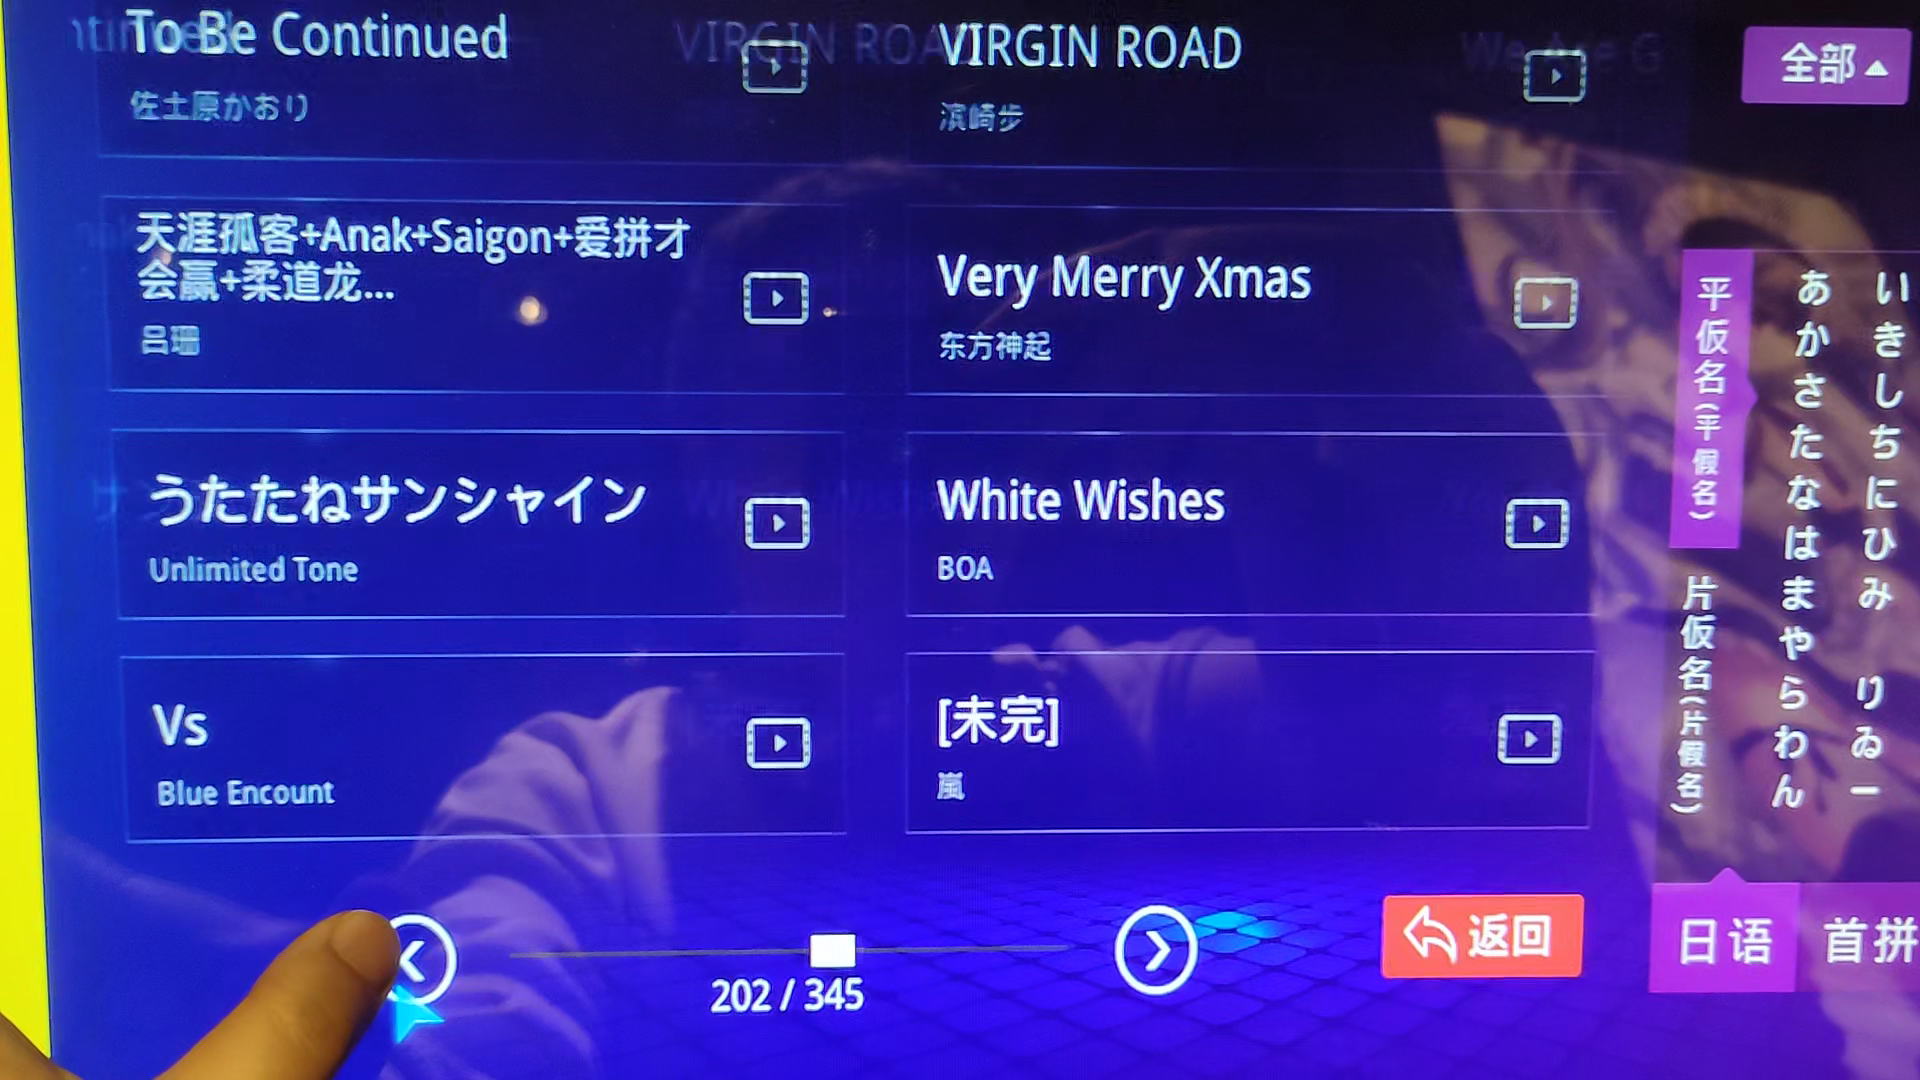 To Be Continued
佐土原かおり
VIRGIN ROAD
滨崎步
全部
天涯孤客+Anak+Saigon+爱拼才
会赢+柔道龙...
吕珊
Very Merry Xmas
东方神起
うたたねサンシャイン
Unlimited Tone
White Wishes
BOA
Vs
Blue Encount
[未完]
嵐
平仮名(平假名)
片仮名(片假名)
あかさたなはまやらわん
いきしちにひみ りゐー
202 / 345
返回
日语
首拼